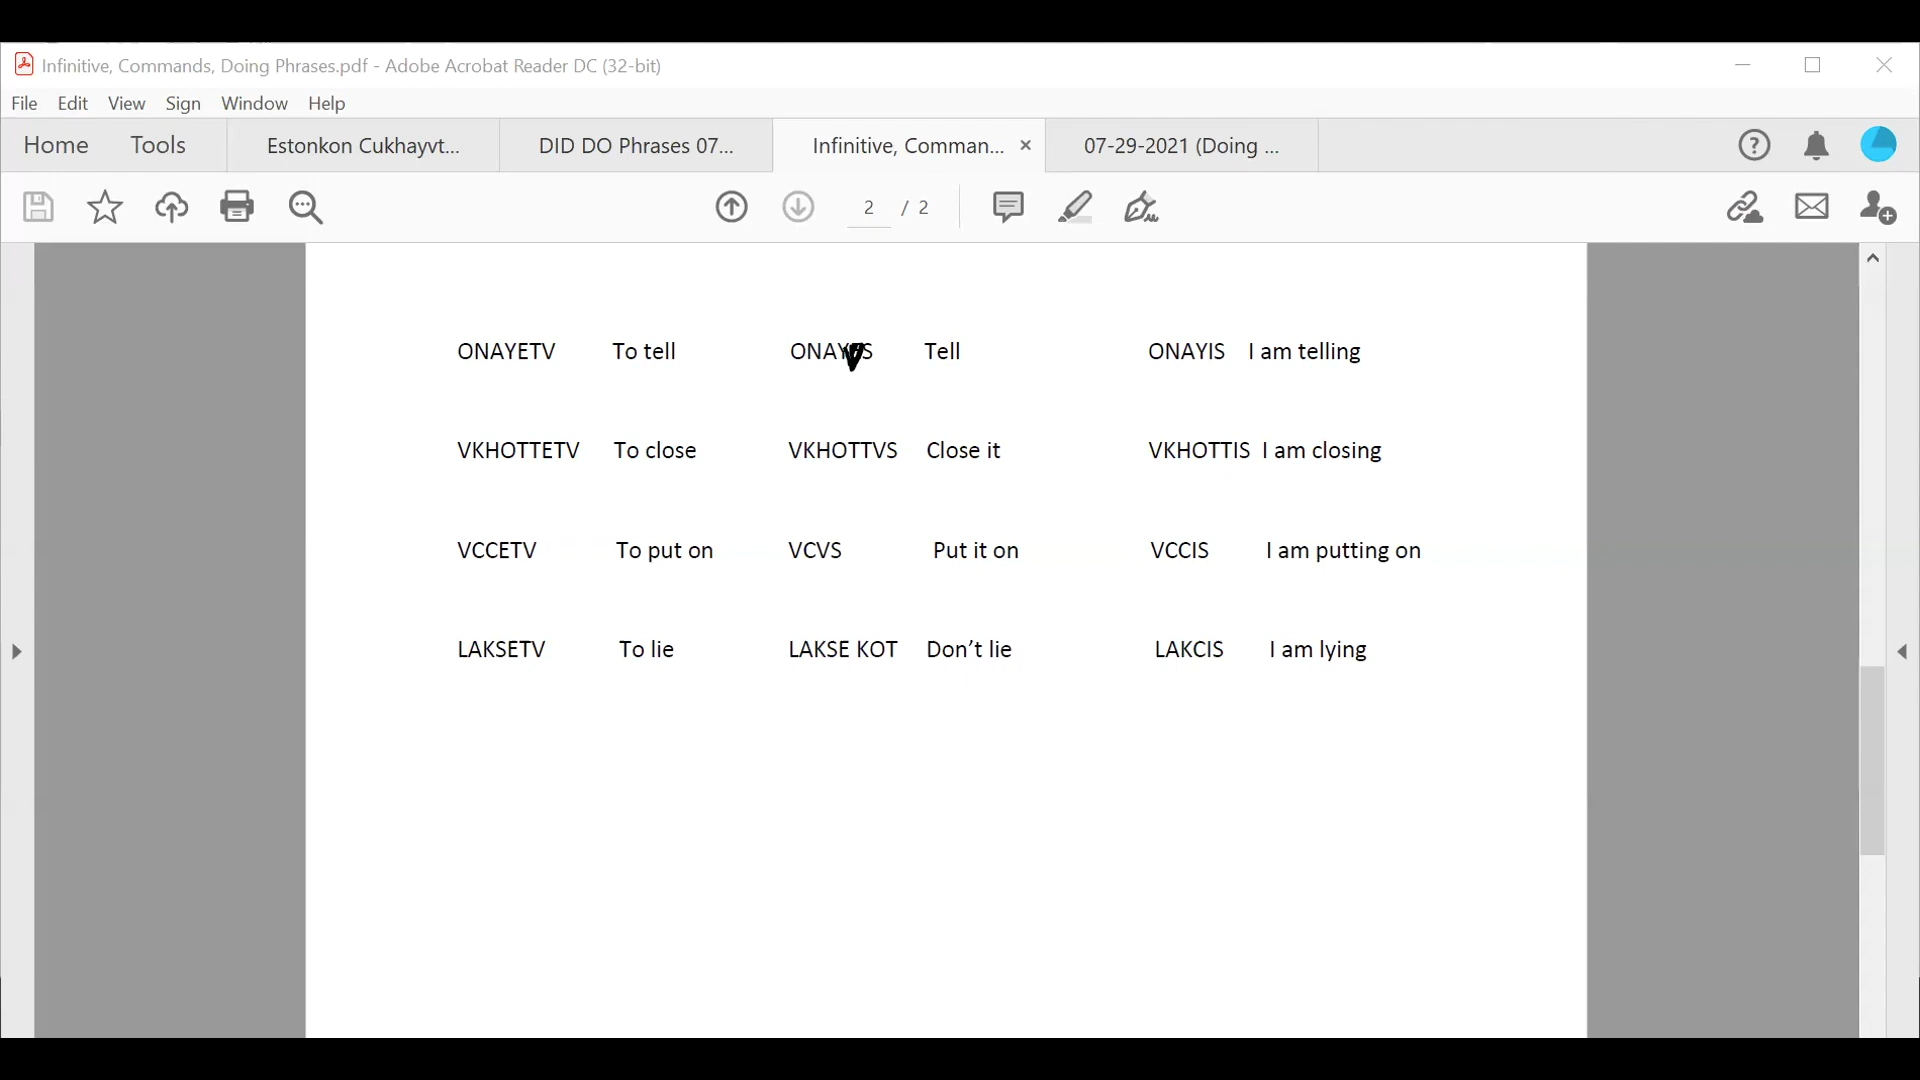 Infinitive, Commands, Doing Phrases.pdf - Adobe Acrobat Reader DC (32-bit)
File Edit View Sign Window Help
Home Tools Estonkon Cukhayvt... DID DO Phrases 07... Infinitive, Comman... × 07-29-2021 (Doing ...
2 / 2
ONAYETV To tell ONAYVS Tell ONAYIS I am telling
VKHOTTETV To close VKHOTTVS Close it VKHOTTIS I am closing
VCCETV To put on VCVS Put it on VCCIS I am putting on
LAKSETV To lie LAKSE KOT Don’t lie LAKCIS I am lying